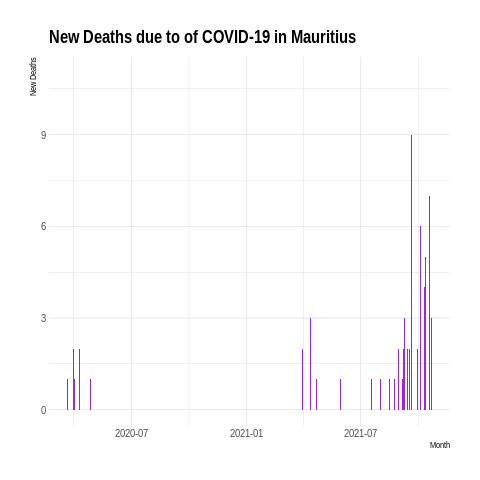 New Deaths due to of COVID-19 in Mauritius
New Deaths
9
6
3
0
2020-07
2021-01
2021-07
Month